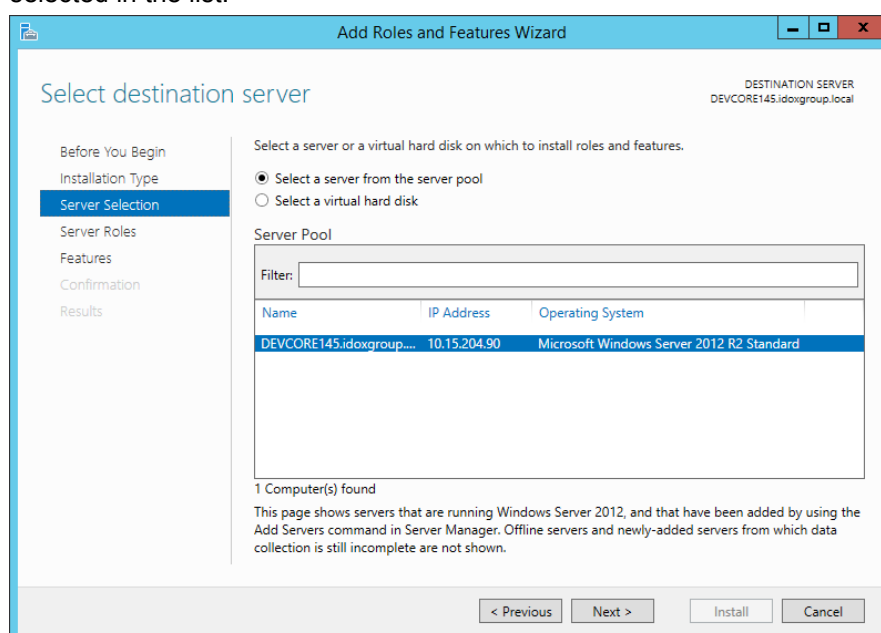 selected in the list.
Add Roles and Features Wizard
Select destination server
DESTINATION SERVER
DEVCORE145.idoxgroup.local
Before You Begin
Installation Type
Server Selection
Server Roles
Features
Confirmation
Results
Select a server or a virtual hard disk on which to install roles and features.
Select a server from the server pool
Select a virtual hard disk
Server Pool
Filter:
Name IP Address Operating System
DEVCORE145.idoxgroup.... 10.15.204.90 Microsoft Windows Server 2012 R2 Standard
1 Computer(s) found
This page shows servers that are running Windows Server 2012, and that have been added by using the
Add Servers command in Server Manager. Offline servers and newly-added servers from which data
collection is still incomplete are not shown.
< Previous Next > Install Cancel